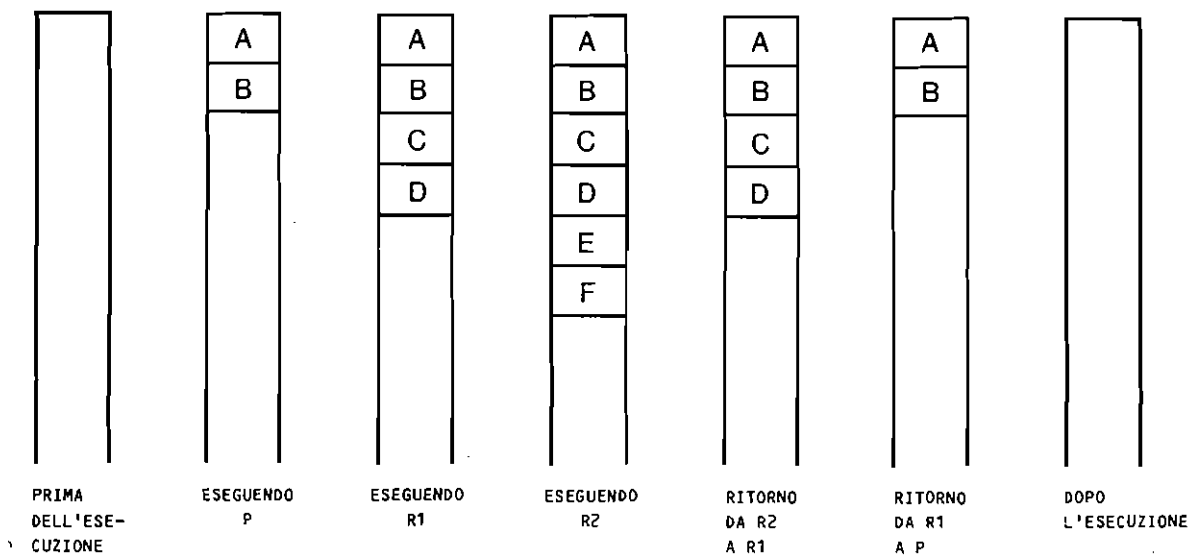 A
B
A
B
C
D
A
B
C
D
E
F
A
B
C
D
A
B
PRIMA
DELL'ESE-
CUZIONE
ESEGUENDO
P
ESEGUENDO
R1
ESEGUENDO
R2
RITORNO
DA R2
A R1
RITORNO
DA R1
A P
DOPO
L'ESECUZIONE